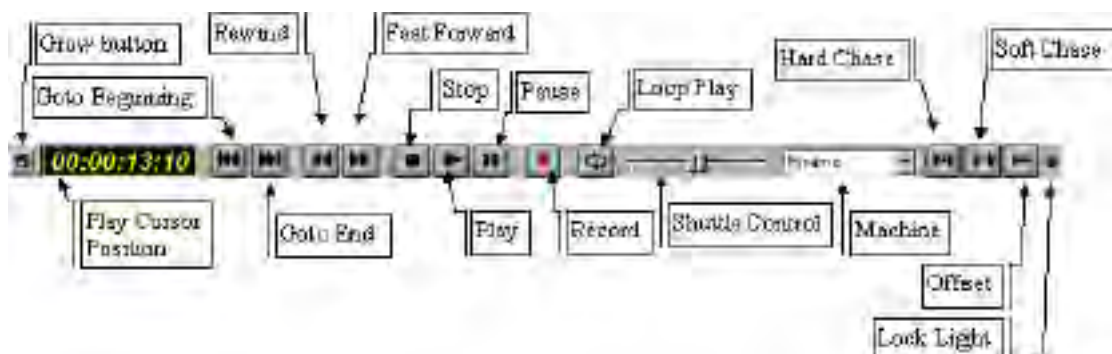 Grow button
Rewind
Fast Forward
Hard Chase
Soft Chase
Goto Beginning
Stop
Pause
Loop Play
00:00:13:10
Play Cursor
Position
Goto End
Play
Record
Shuttle Control
Machine
Offset
Lock Light